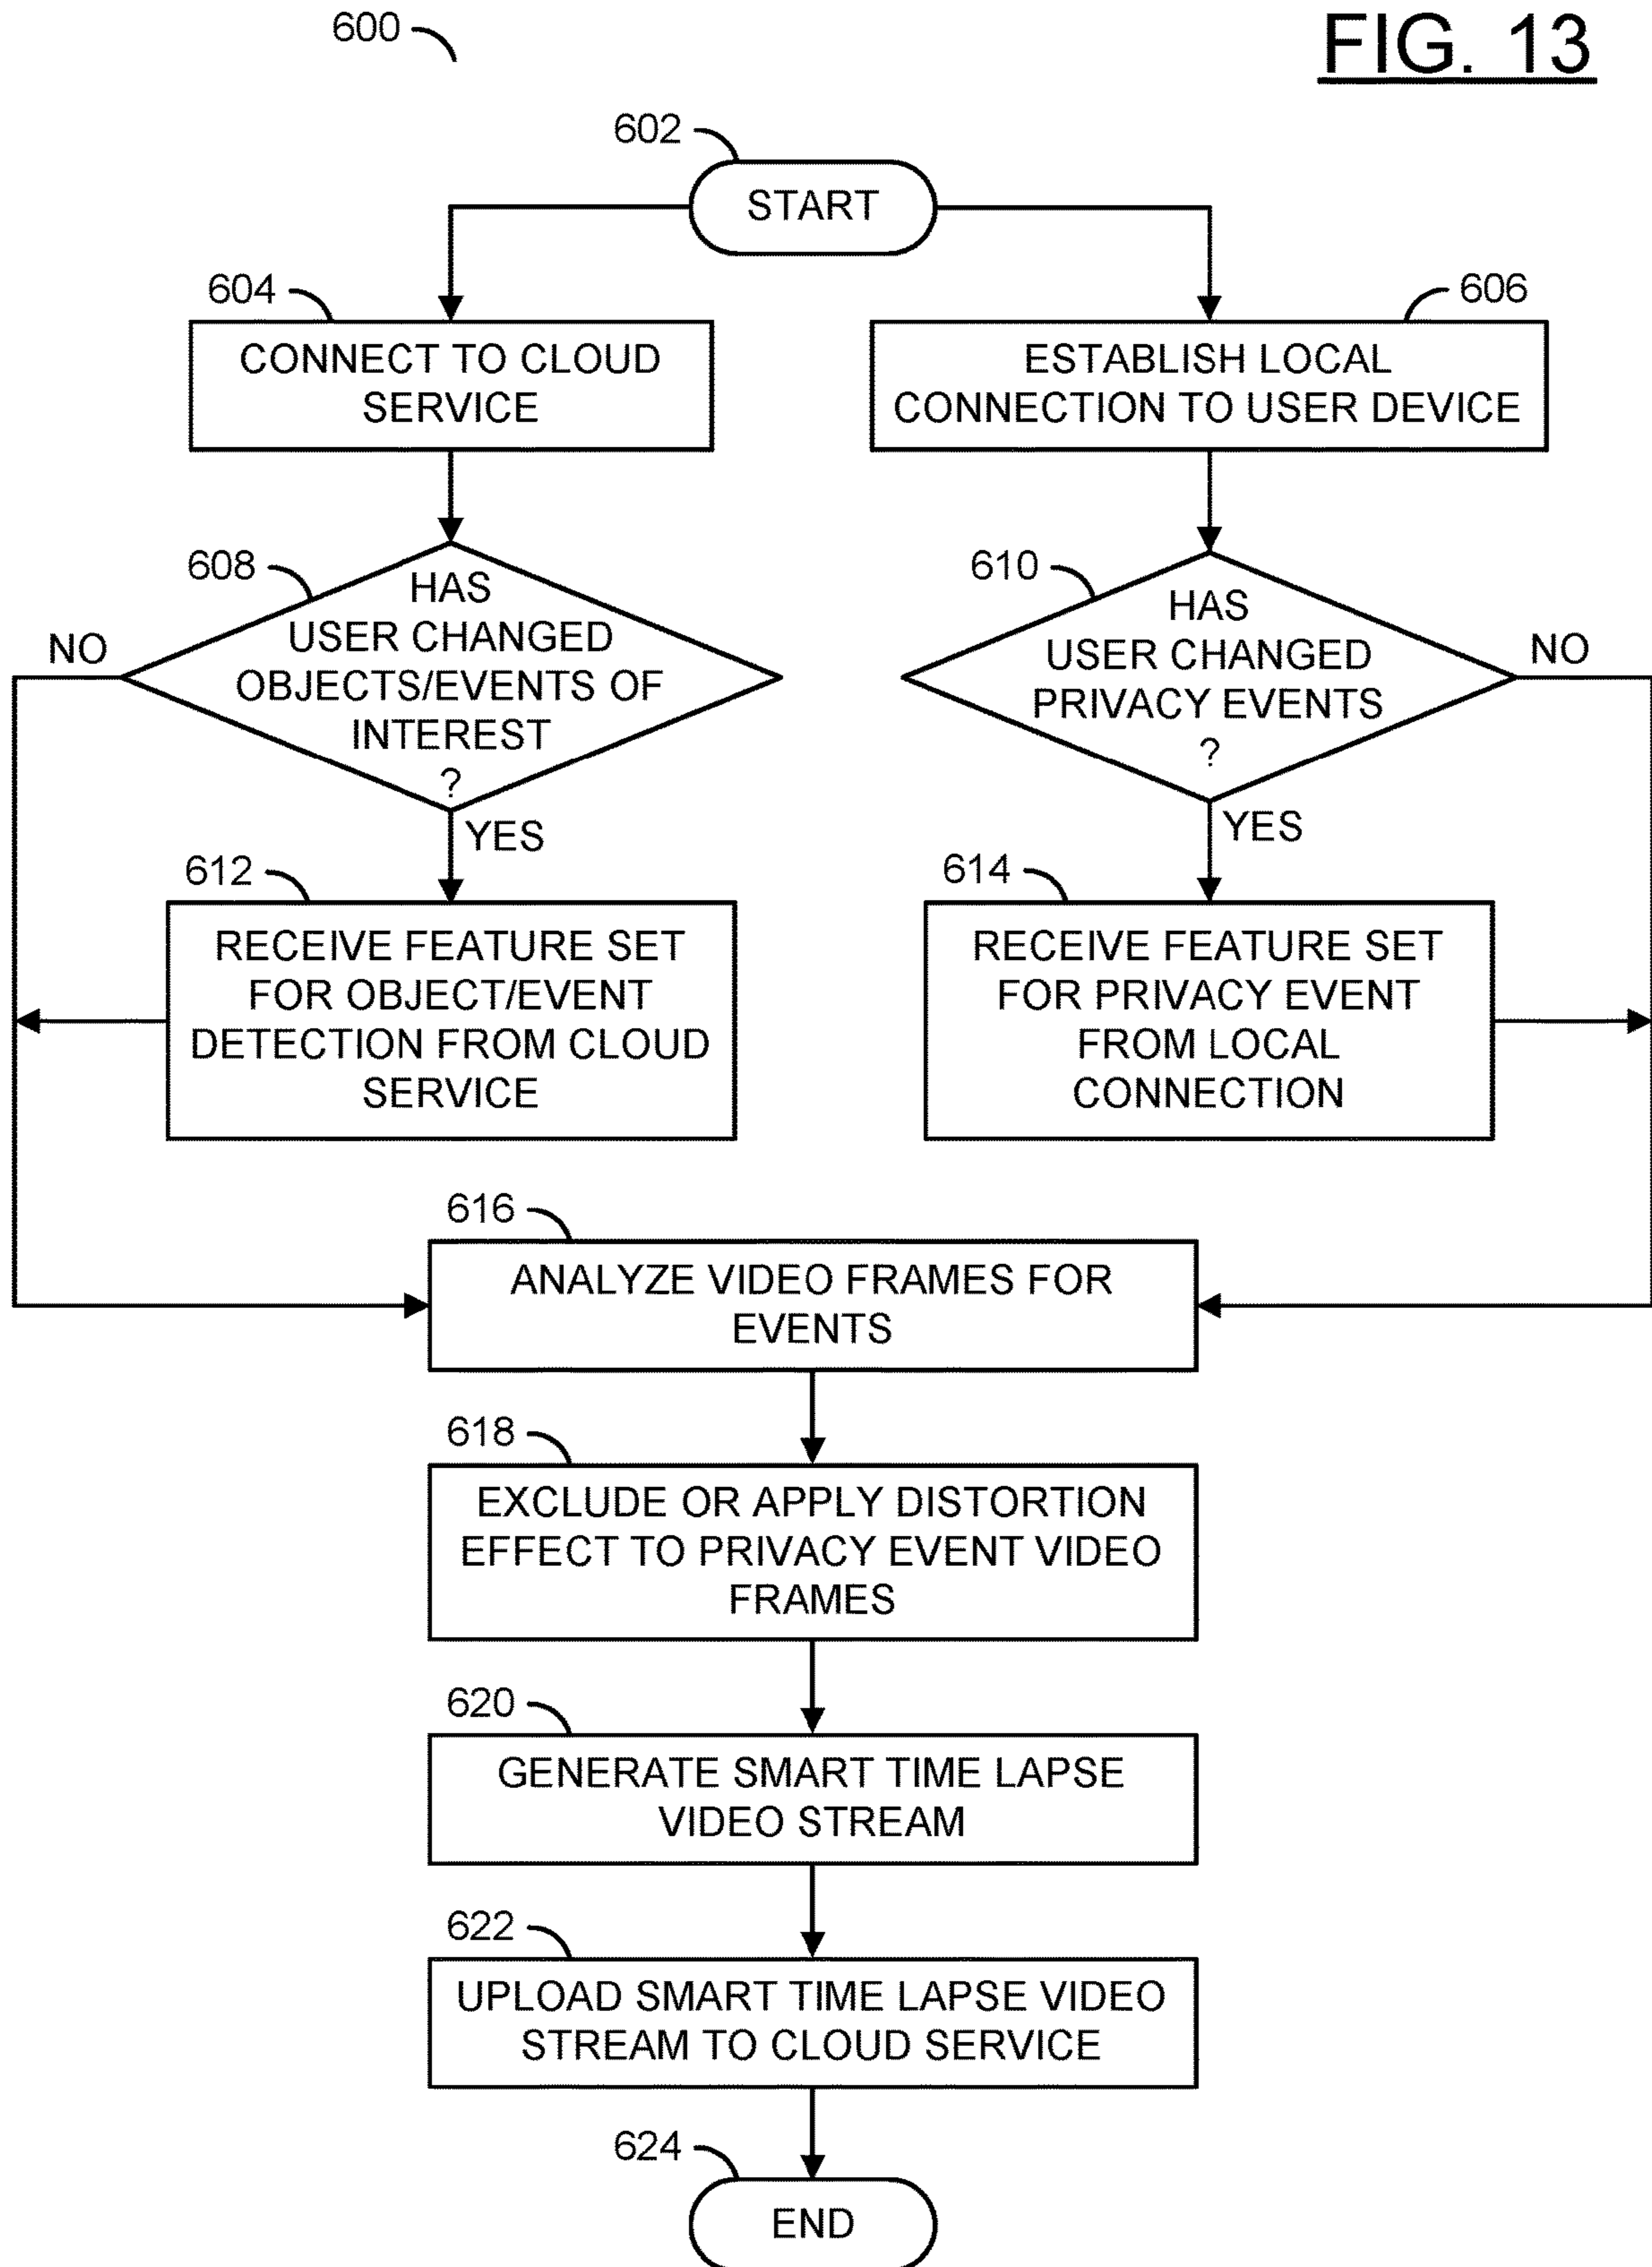 600
FIG. 13
602
START
604
CONNECT TO CLOUD
SERVICE
606
ESTABLISH LOCAL
CONNECTION TO USER DEVICE
608
HAS
USER CHANGED
OBJECTS/EVENTS OF
INTEREST
?
NO
YES
610
HAS
USER CHANGED
PRIVACY EVENTS
?
NO
YES
612
RECEIVE FEATURE SET
FOR OBJECT/EVENT
DETECTION FROM CLOUD
SERVICE
614
RECEIVE FEATURE SET
FOR PRIVACY EVENT
FROM LOCAL
CONNECTION
616
ANALYZE VIDEO FRAMES FOR
EVENTS
618
EXCLUDE OR APPLY DISTORTION
EFFECT TO PRIVACY EVENT VIDEO
FRAMES
620
GENERATE SMART TIME LAPSE
VIDEO STREAM
622
UPLOAD SMART TIME LAPSE VIDEO
STREAM TO CLOUD SERVICE
624
END